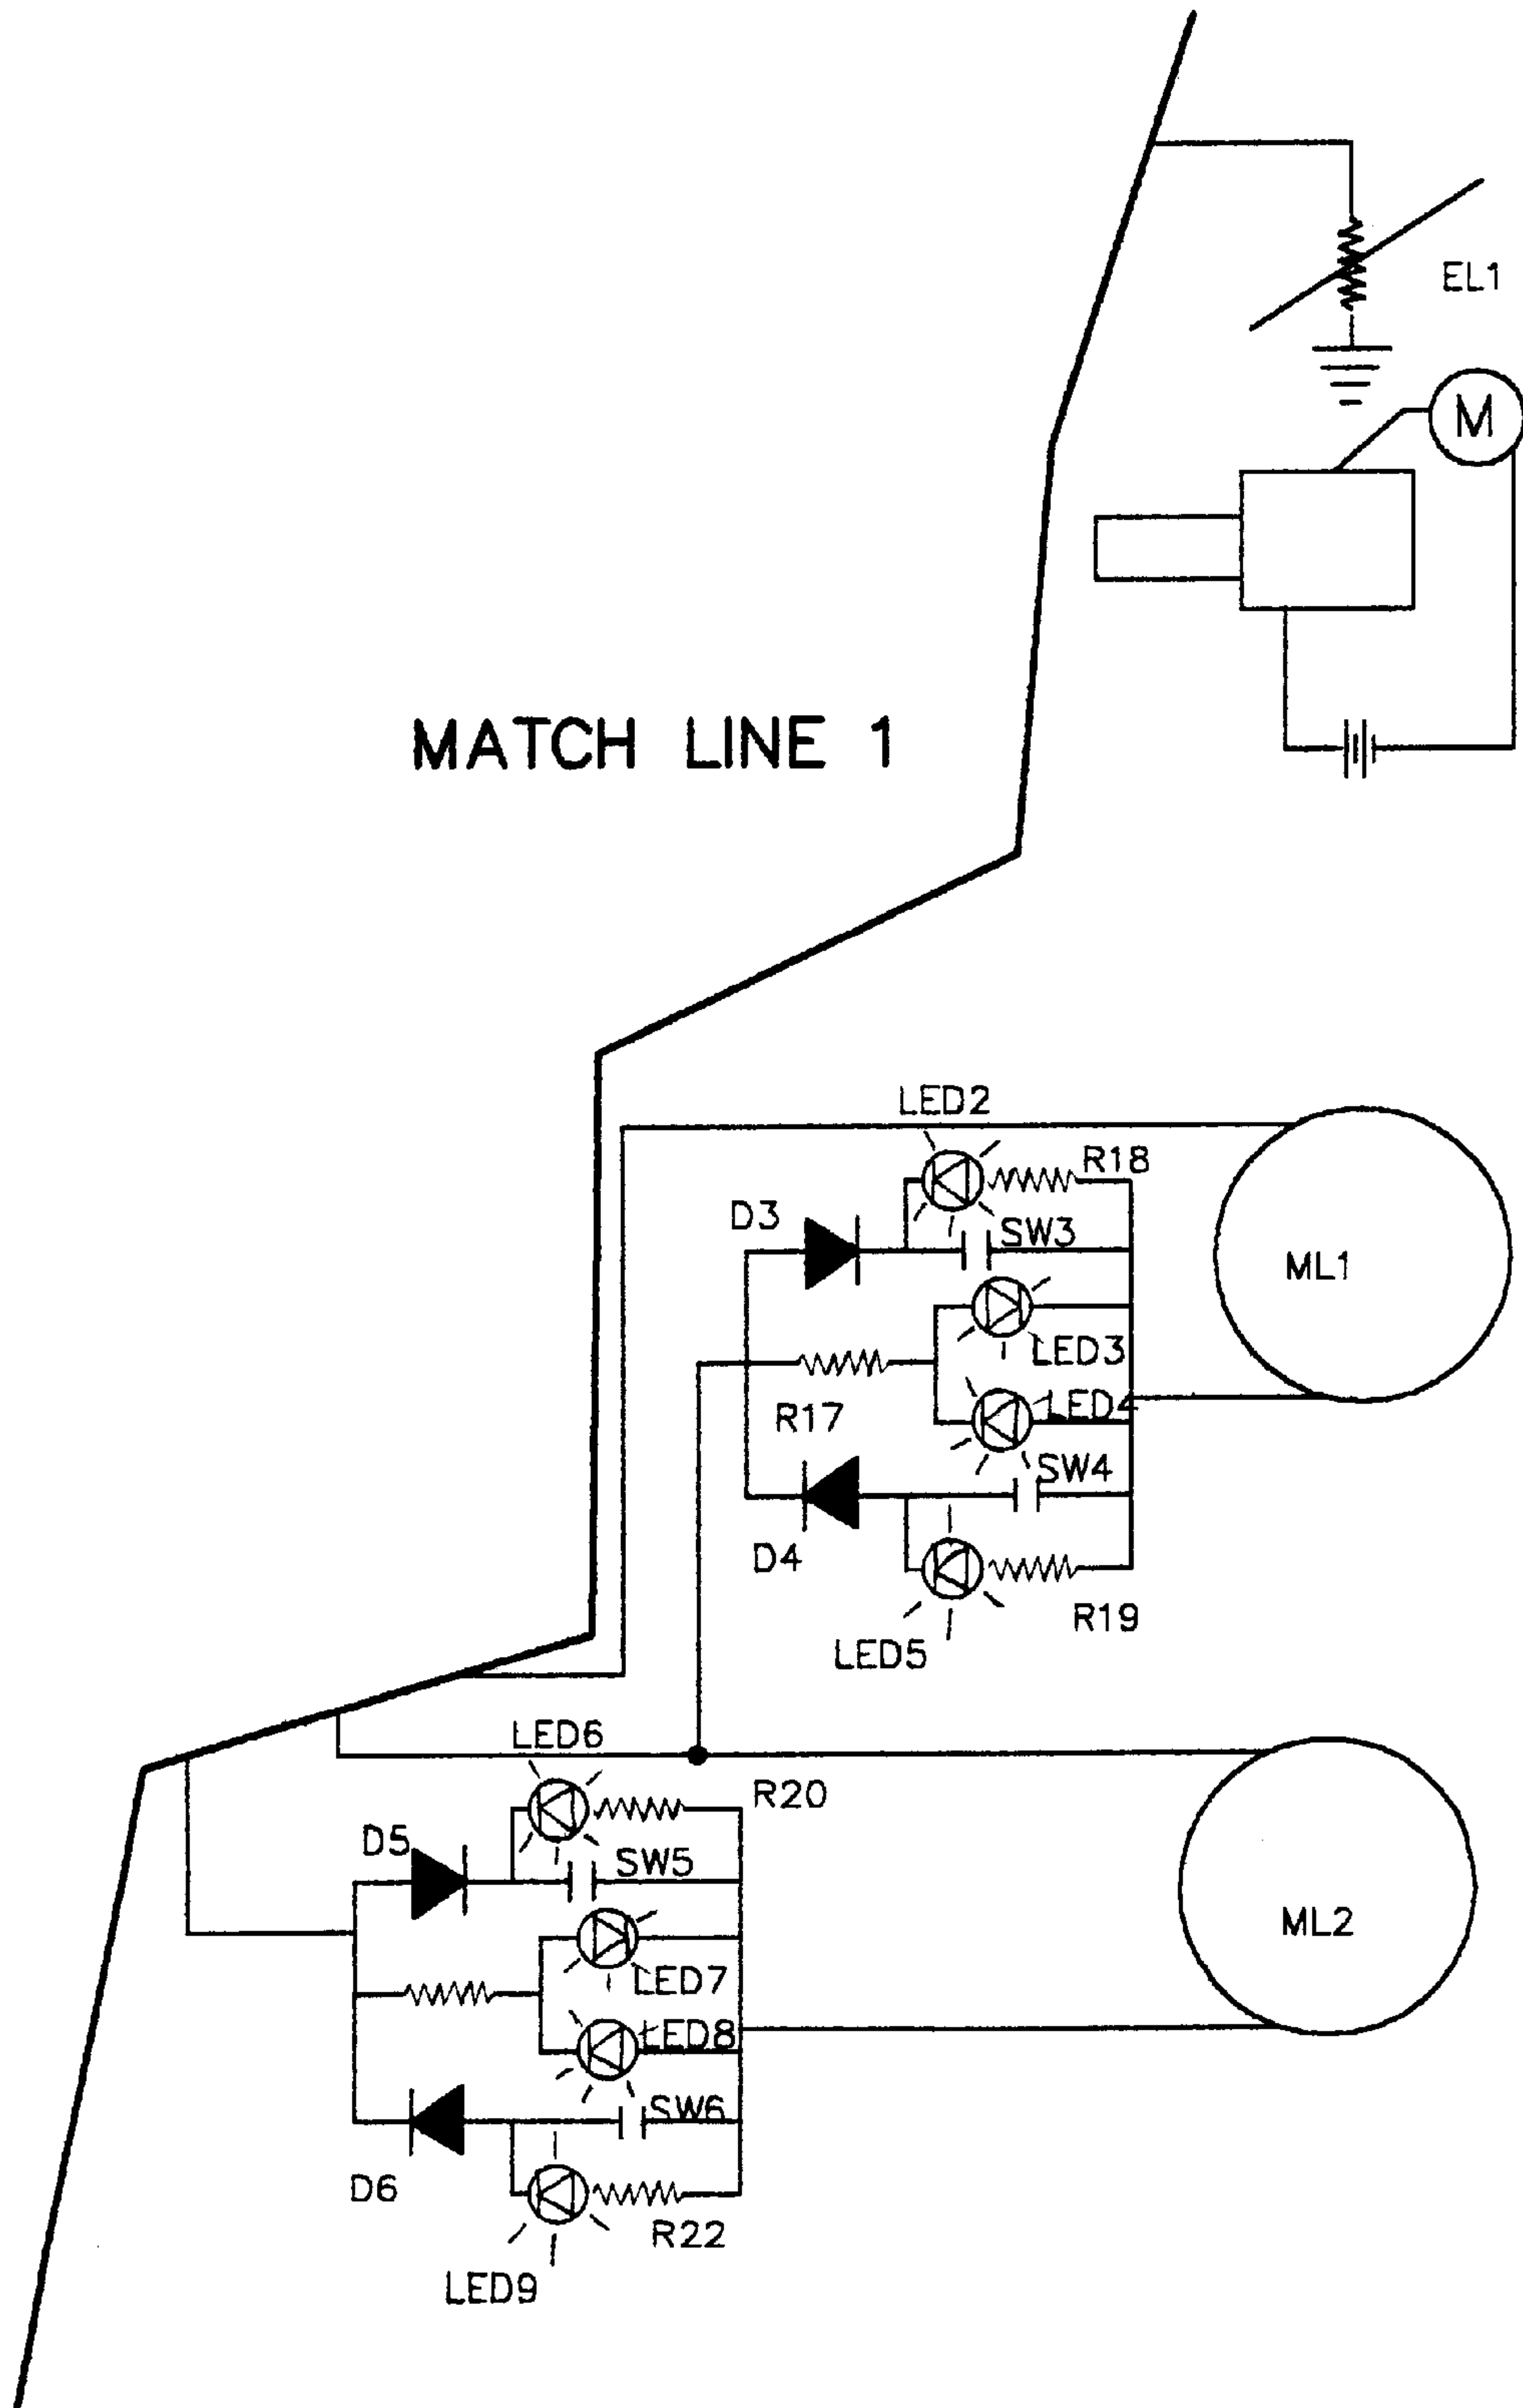 EL1
M
MATCH LINE 1
LED2
R18
D3
SW3
ML1
LED3
LED4
R17
SW4
D4
R19
LED5
LED6
R20
D5
SW5
ML2
LED7
LED8
SW6
D6
R22
LED9